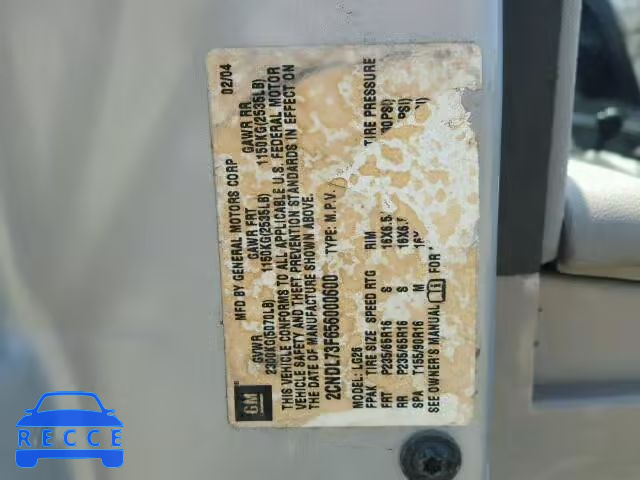 MFD BY GENERAL MOTORS CORP 02/04
GVWR GAWR FRT GAWR RR
2300KG(5070LB) 1150KG(2535LB) 1150KG(2535LB)
THIS VEHICLE CONFORMS TO ALL APPLICABLE U.S. FEDERAL MOTOR
VEHICLE SAFETY AND THEFT PREVENTION STANDARDS IN EFFECT ON
THE DATE OF MANUFACTURE SHOWN ABOVE.
2CNDL73F656000600 TYPE: M.P.V.
MODEL: LG26
FPAK TIRE SIZE SPEED RTG RIM TIRE PRESSURE
FRT P235/65R16 S 16X6.5
RR P235/65R16 S 16X6.
SPA T155/90R16 M
SEE OWNER'S MANUAL FOR
GM
RECCE